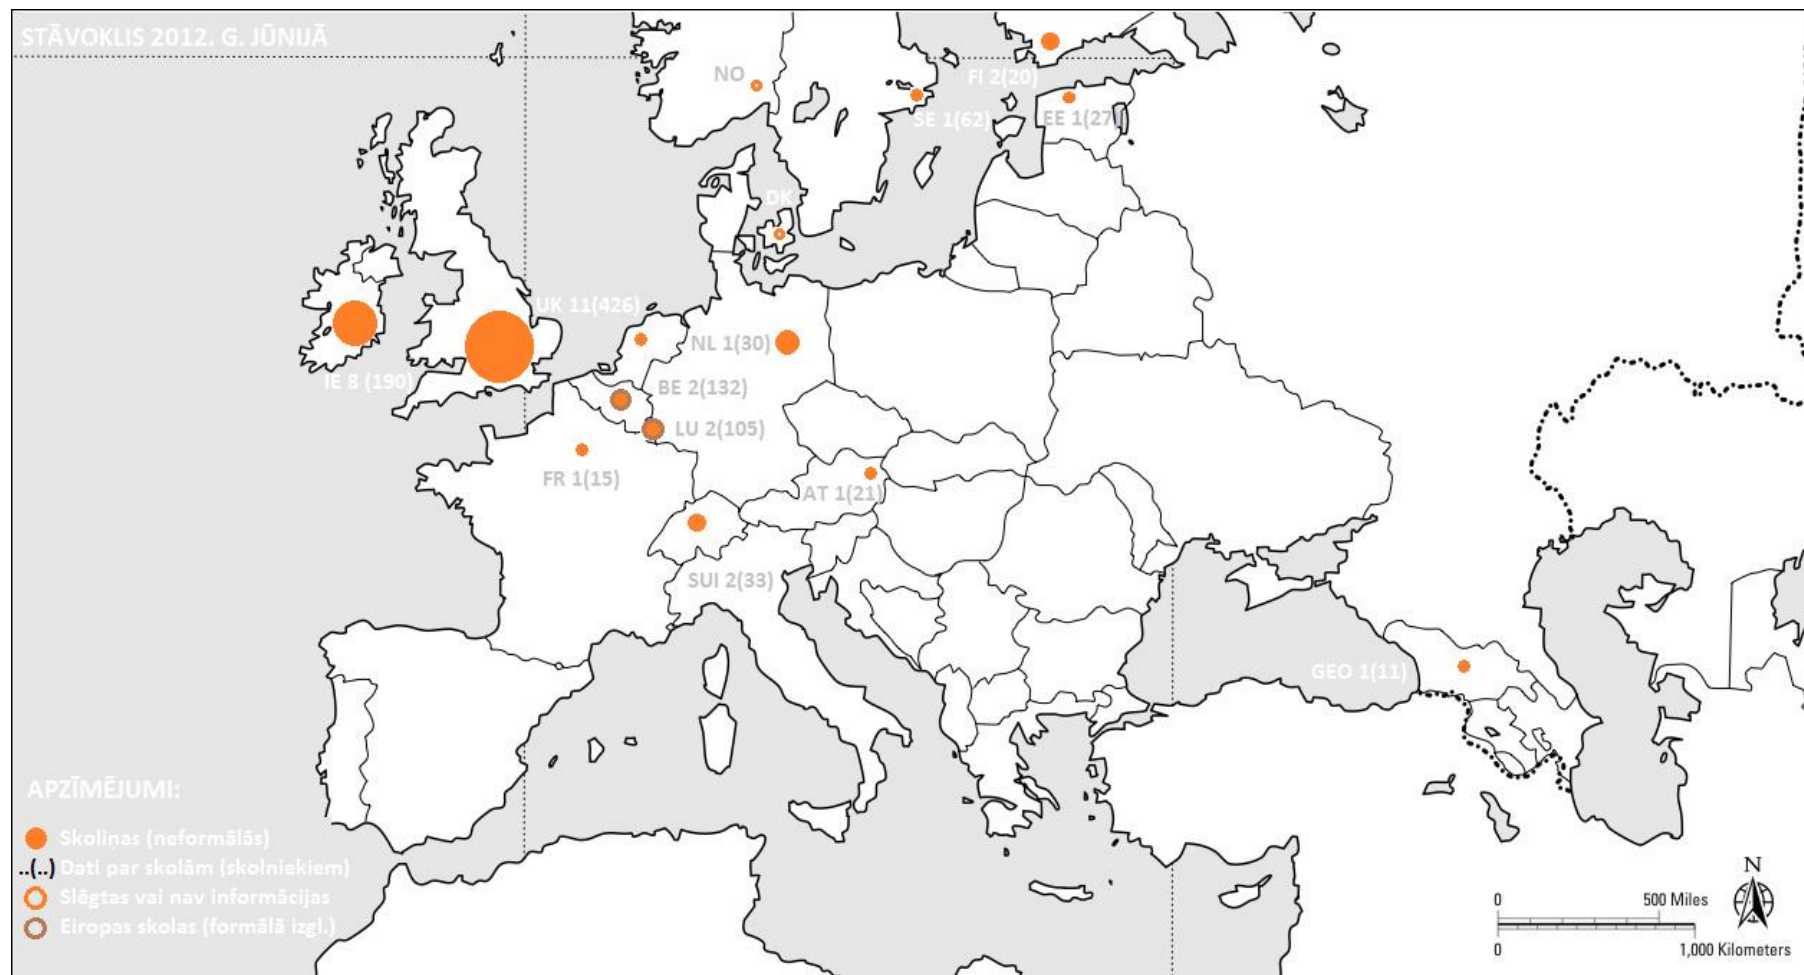 STĀVOKLIS 2012. G. JŪNIJĀ
NO
FI 2(20)
SE 1(62)
EE 1(27)
DK
UK 11(426)
NL 1(30)
IE 8 (190)
BE 2(132)
LU 2(105)
FR 1(15)
AT 1(21)
SUI 2(33)
GEO 1(11)
APZĪMĒJUMI:
Skoliņas (neformālās)
..(..) Dati par skolām (skolniekiem)
Slēgtas vai nav informācijas
Eiropas skolas (formālā izgl.)
N
0 500 Miles
0 1,000 Kilometers